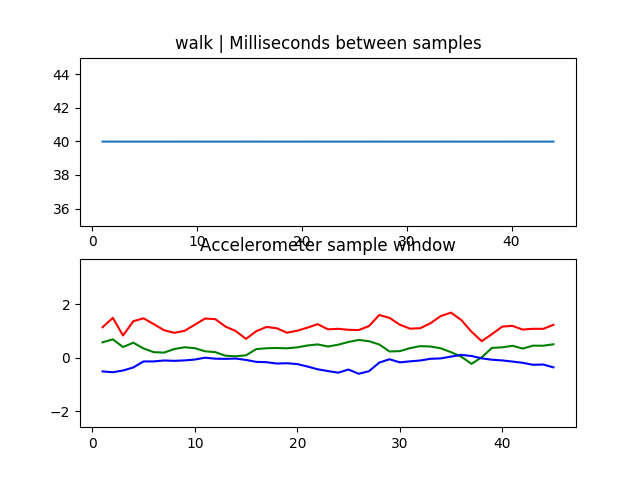 walk | Milliseconds between samples
44
42
40
38
36
0 10 20 30 40
Accelerometer sample window
2
0
−2
0 10 20 30 40